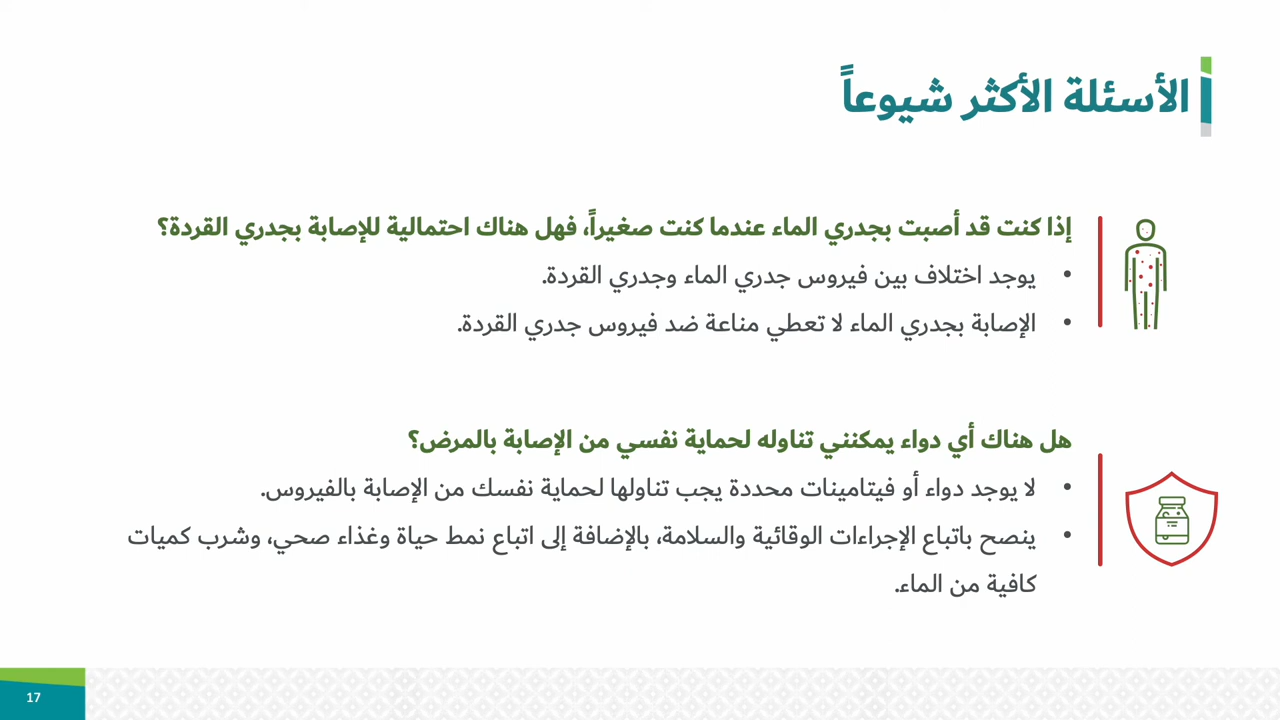 الأسئلة الأكثر شيوعاً
إذا كنت قد أصبت بجدري الماء عندما كنت صغيراً، فهل هناك احتمالية للإصابة بجدري القردة؟
• يوجد اختلاف بين فيروس جدري الماء وجدري القردة.
• الإصابة بجدري الماء لا تعطي مناعة ضد فيروس جدري القردة.
هل هناك أي دواء يمكنني تناوله لحماية نفسي من الإصابة بالمرض؟
• لا يوجد دواء أو فيتامينات محددة يجب تناولها لحماية نفسك من الإصابة بالفيروس.
• ينصح باتباع الإجراءات الوقائية والسلامة، بالإضافة إلى اتباع نمط حياة وغذاء صحي، وشرب كميات
كافية من الماء.
17